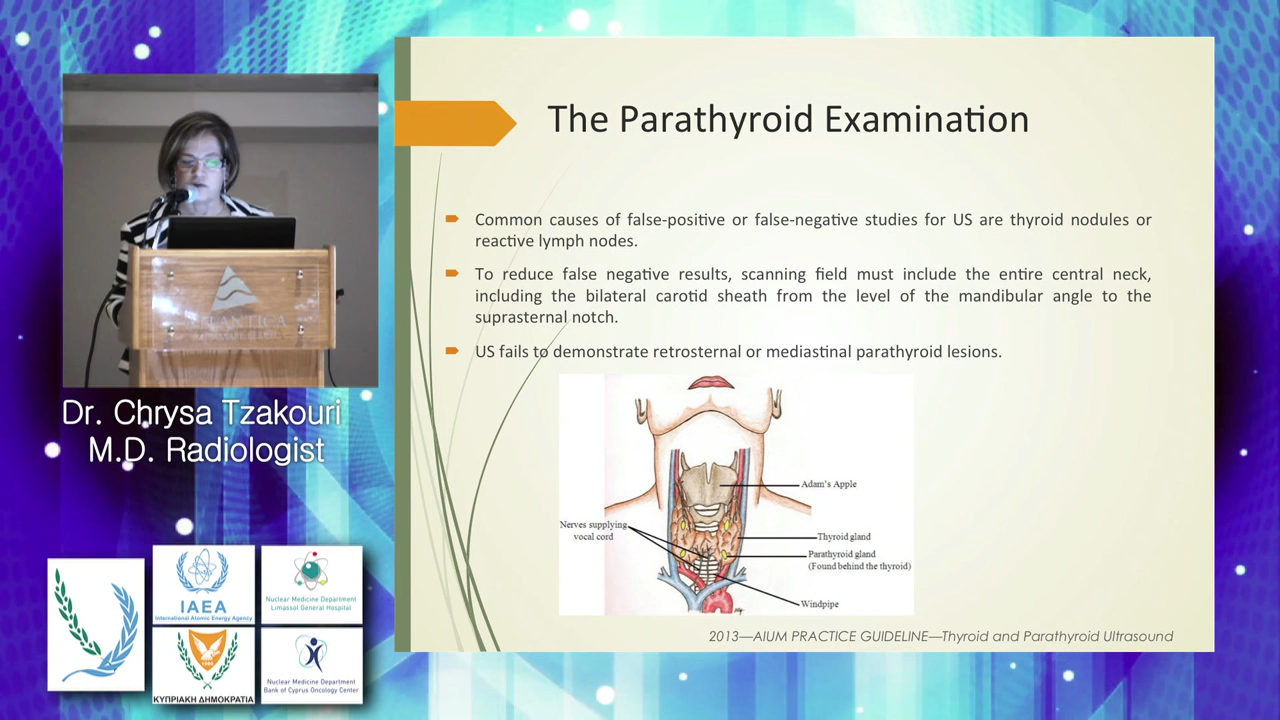 The Parathyroid Examination
Common causes of false-positive or false-negative studies for US are thyroid nodules or
reactive lymph nodes.
To reduce false negative results, scanning field must include the entire central neck,
including the bilateral carotid sheath from the level of the mandibular angle to the
suprasternal notch.
US fails to demonstrate retrosternal or mediastinal parathyroid lesions.
Adam's Apple
Nerves supplying
vocal cord
Thyroid gland
Parathyroid gland
(Found behind the thyroid)
Windpipe
2013—AIUM PRACTICE GUIDELINE—Thyroid and Parathyroid Ultrasound
Dr. Chrysa Tzakouri
M.D. Radiologist
IAEA
International Atomic Energy Agency
Nuclear Medicine Department
Limassol General Hospital
1960
ΚΥΠΡΙΑΚΗ ΔΗΜΟΚΡΑΤΙΑ
Nuclear Medicine Department
Bank of Cyprus Oncology Center